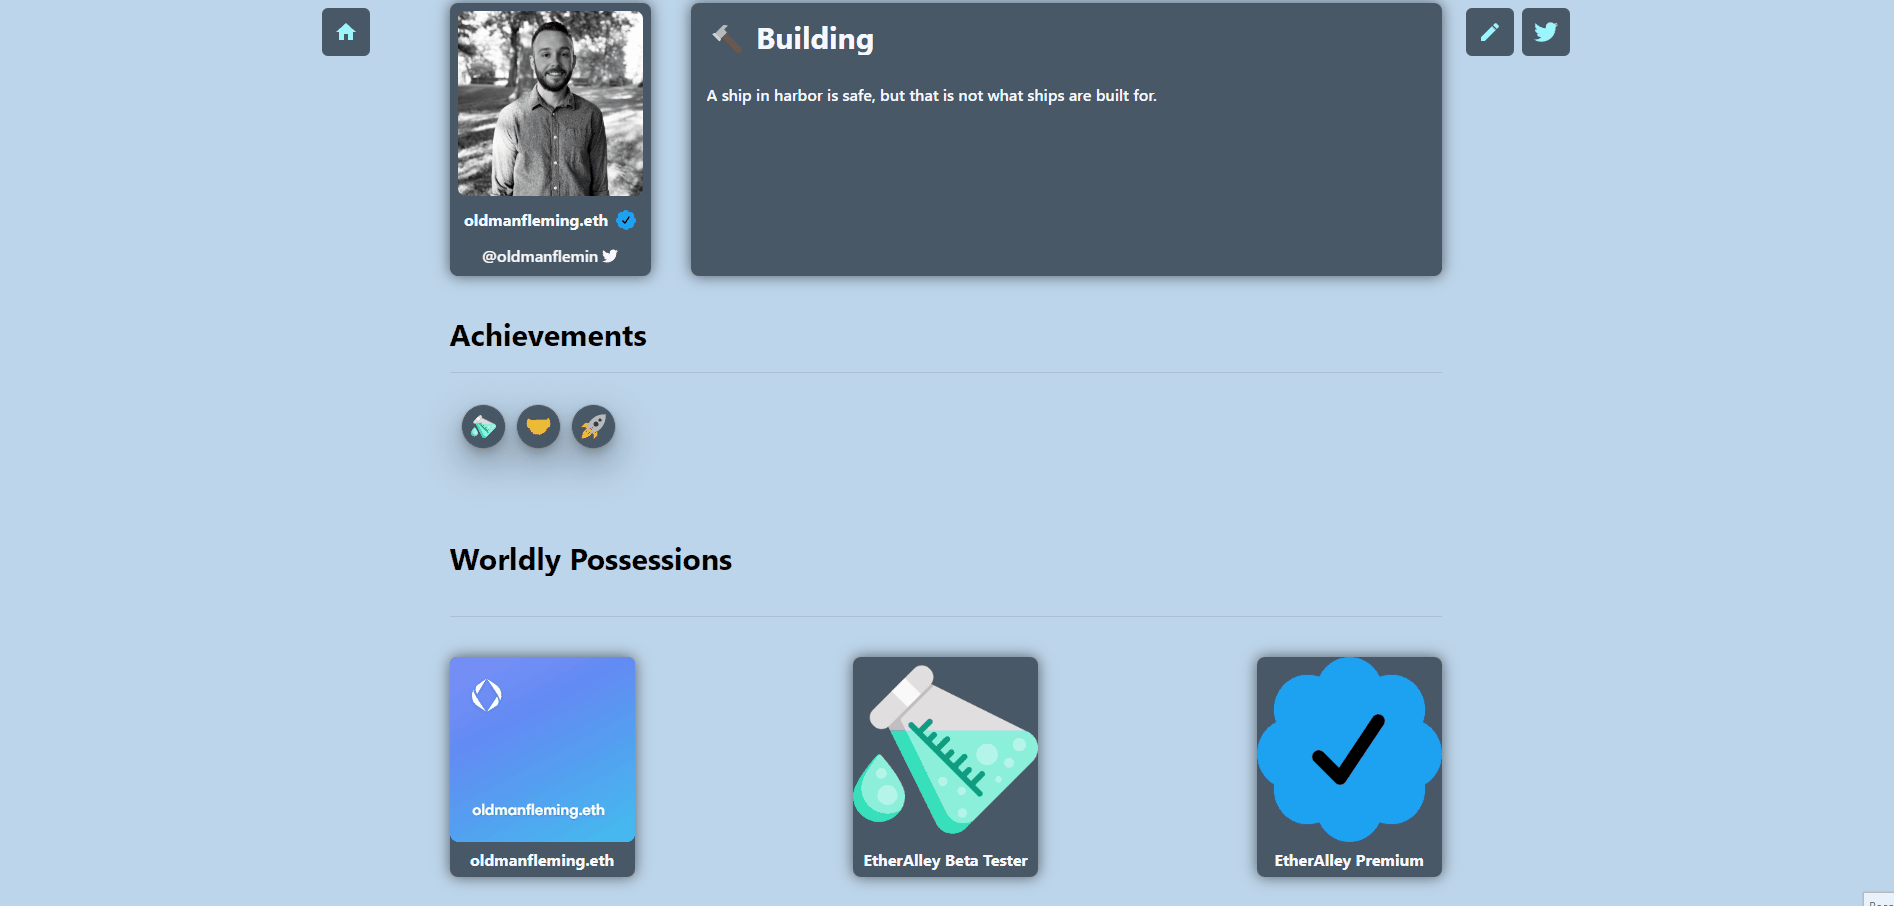 Building
A ship in harbor is safe, but that is not what ships are built for.
oldmanfleming.eth
@oldmanflemin
Achievements
Worldly Possessions
oldmanfleming.eth
oldmanfleming.eth
EtherAlley Beta Tester
EtherAlley Premium